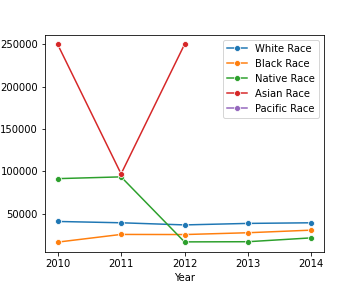 250000
200000
150000
100000
50000
White Race
Black Race
Native Race
Asian Race
Pacific Race
2010 2011 2012 2013 2014
Year